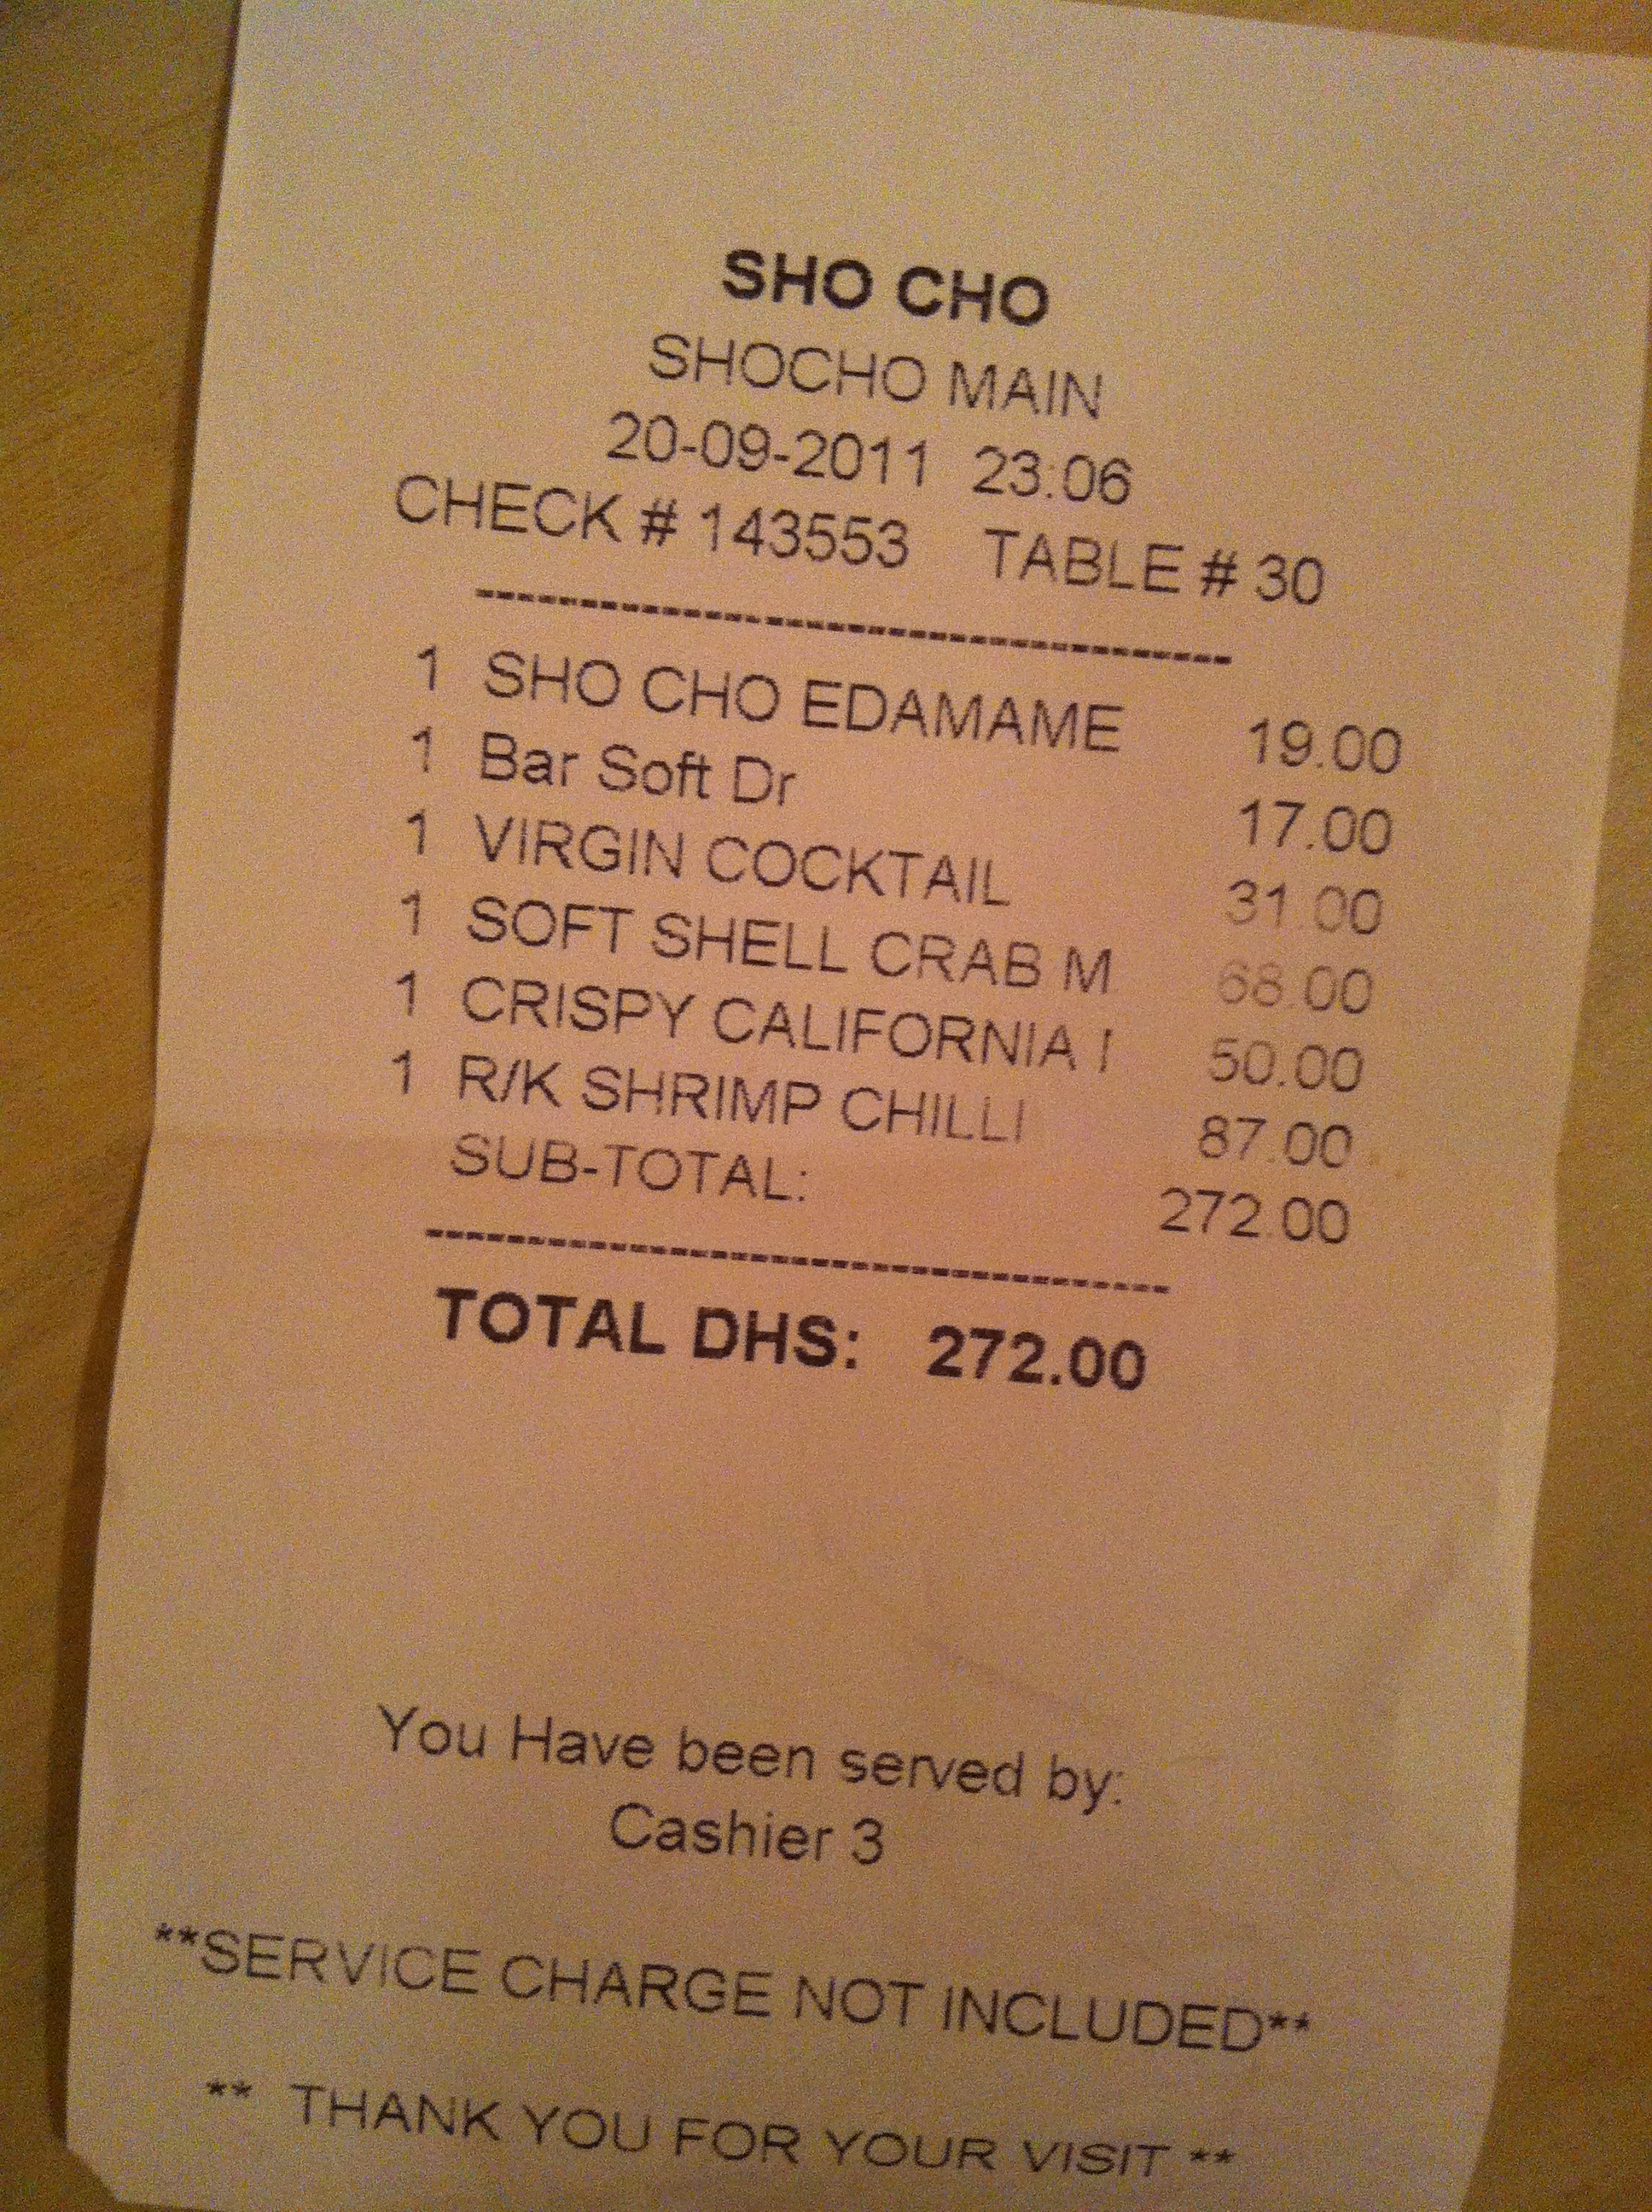 SHO CHO
SHOCHO MAIN
20-09-2011 23:06
CHECK # 143553 TABLE # 30
1 SHO CHO EDAMAME 19.00
1 Bar Soft Dr 17.00
1 VIRGIN COCKTAIL 31.00
1 SOFT SHELL CRAB M 68.00
1 CRISPY CALIFORNIA 50.00
1 R/K SHRIMP CHILLI 87.00
SUB-TOTAL: 272.00
TOTAL DHS: 272.00
You Have been served by:
Cashier 3
**SERVICE CHARGE NOT INCLUDED**
** THANK YOU FOR YOUR VISIT **